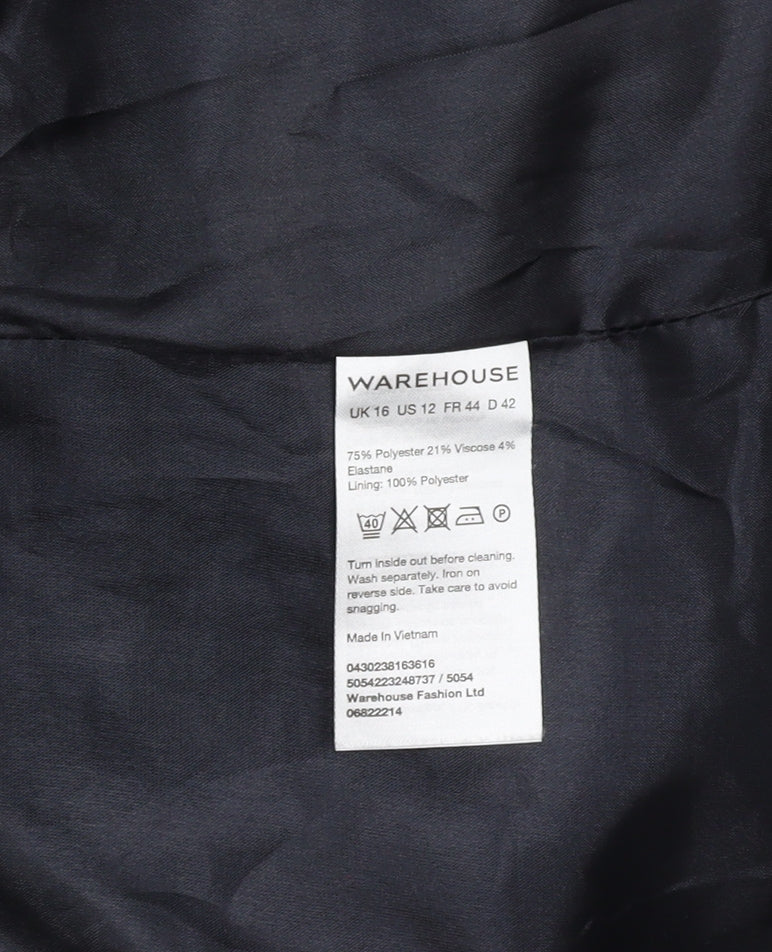 WAREHOUSE
UK 16 US 12 FR 44 D 42
75% Polyester 21% Viscose 4%
Elastane
Lining: 100% Polyester
40 P
Turn inside out before cleaning.
Wash separately. Iron on
reverse side. Take care to avoid
snagging.
Made In Vietnam
0430238163616
5054223248737 / 5054
Warehouse Fashion Ltd
06822214